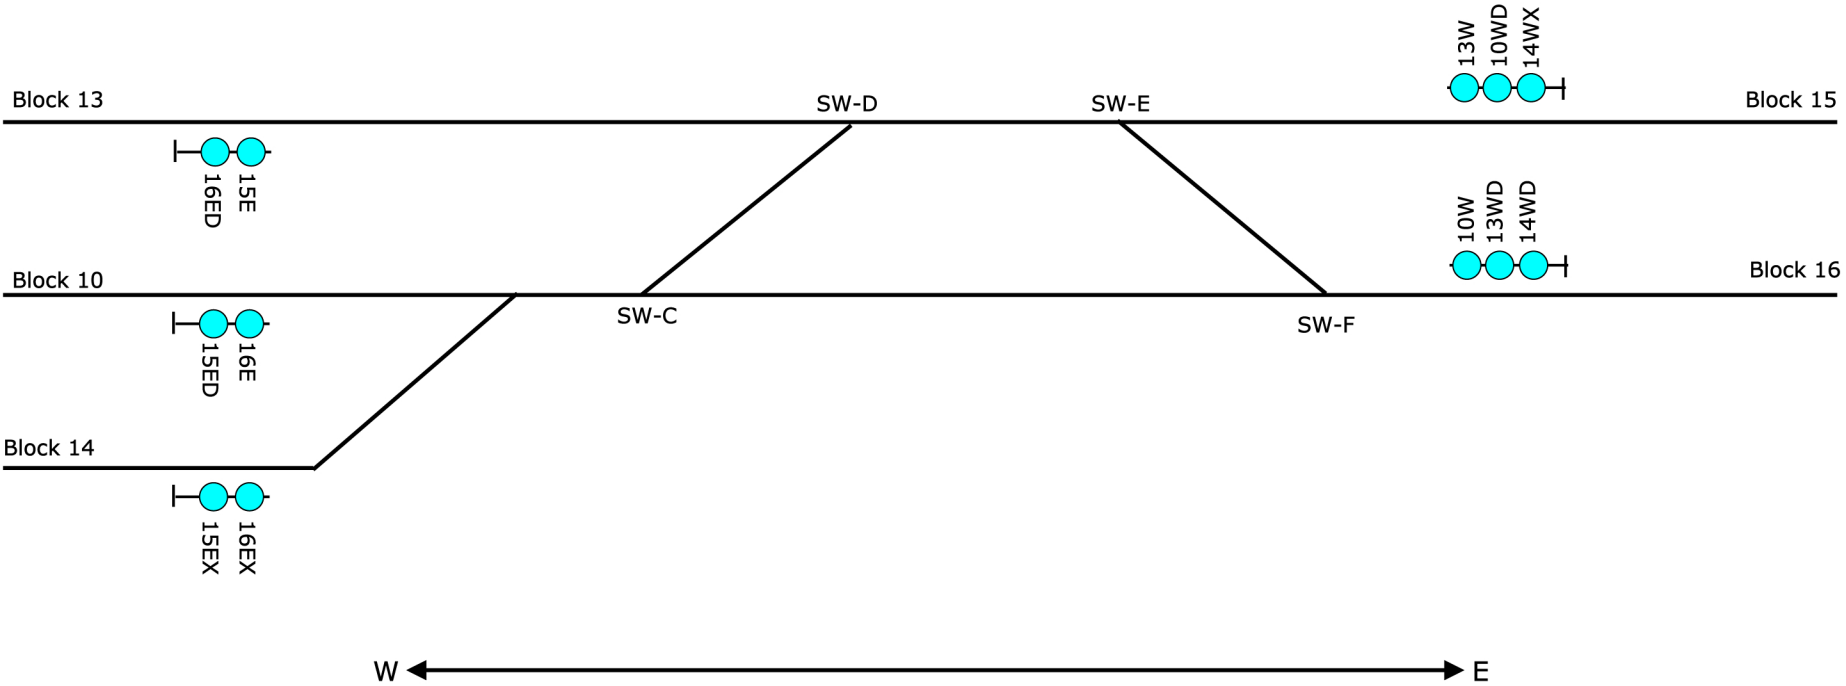 13W
10WD
14WX
Block 13
SW-D
SW-E
Block 15
16ED
15E
10W
13WD
14WD
Block 10
Block 16
SW-C
SW-F
15ED
16E
Block 14
15EX
16EX
W
E